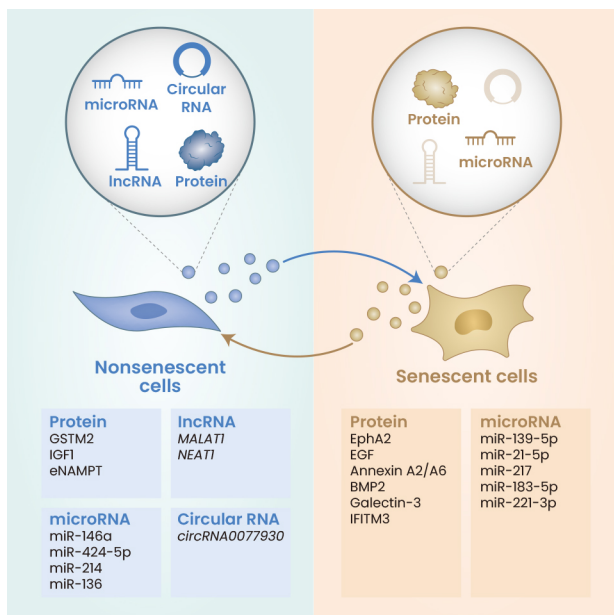 microRNA
Circular
RNA
lncRNA
Protein
Protein
microRNA
Nonsenescent
cells
Senescent cells
Protein
GSTM2
IGF1
eNAMPT
lncRNA
MALAT1
NEAT1
microRNA
miR-146a
miR-424-5p
miR-214
miR-136
Circular RNA
circRNA0077930
Protein
EphA2
EGF
Annexin A2/A6
BMP2
Galectin-3
IFITM3
microRNA
miR-139-5p
miR-21-5p
miR-217
miR-183-5p
miR-221-3p